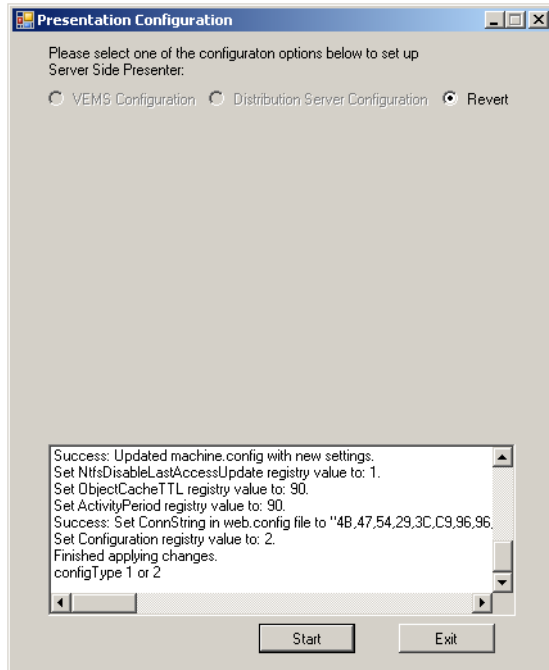 Presentation Configuration
Please select one of the configuraton options below to set up
Server Side Presenter:
VEMS Configuration Distribution Server Configuration Revert
Success: Updated machine.config with new settings.
Set NtfsDisableLastAccessUpdate registry value to: 1.
Set ObjectCacheTTL registry value to: 90.
Set ActivityPeriod registry value to: 90.
Success: Set ConnString in web.config file to "4B,47,54,29,3C,C9,96,96,
Set Configuration registry value to: 2.
Finished applying changes.
configType 1 or 2
Start Exit